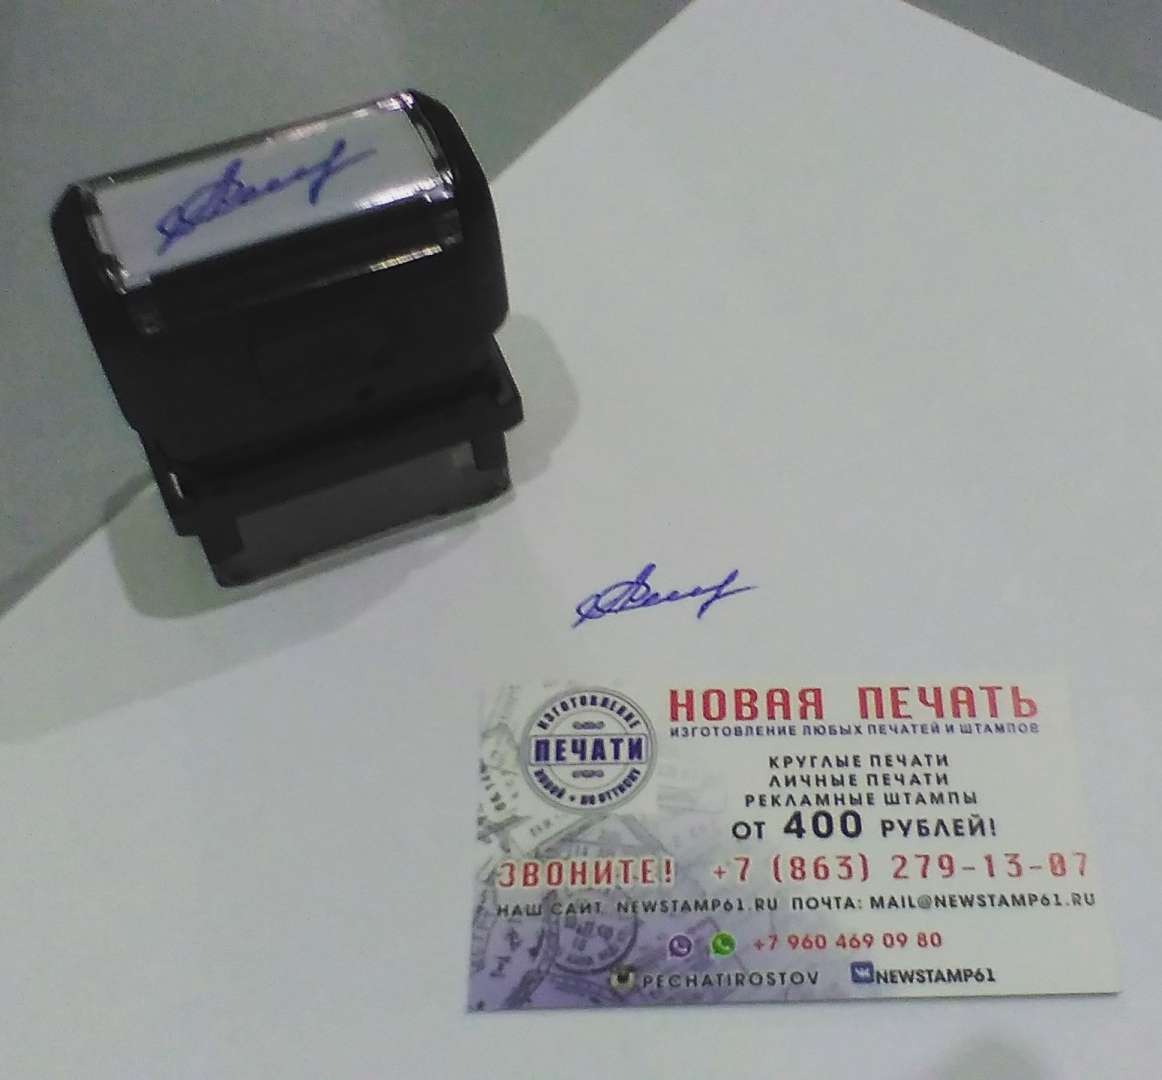 НОВАЯ ПЕЧАТЬ
ИЗГОТОВЛЕНИЕ ЛЮБЫХ ПЕЧАТЕЙ И ШТАМПОВ
ИЗГОТОВЛЕНИЕ
ПЕЧАТИ
ПО ОТТИСКУ
КРУГЛЫЕ ПЕЧАТИ
ЛИЧНЫЕ ПЕЧАТИ
РЕКЛАМНЫЕ ШТАМПЫ
ОТ 400 РУБЛЕЙ!
ЗВОНИТЕ! +7 (863) 279-13-07
НАШ САЙТ: NEWSTAMP61.RU ПОЧТА: MAIL@NEWSTAMP61.RU
+7 960 469 09 80
PECHATIROSTOV NEWSTAMP61